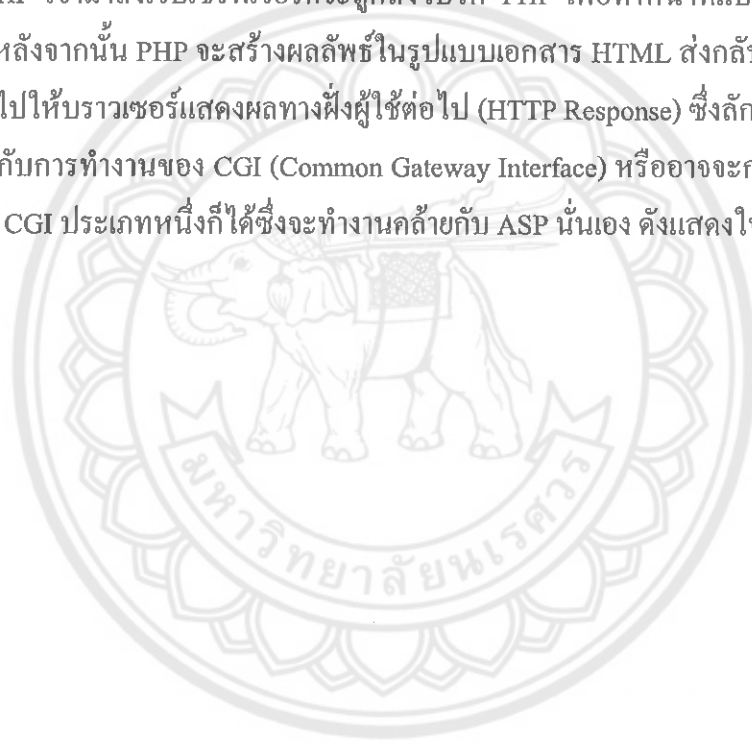 หลังจากนั้น PHP จะสร้างผลลัพธ์ในรูปแบบเอกสาร HTML ส่งกลับ
ไปให้บราวเซอร์แสดงผลทางฝั่งผู้ใช้ต่อไป (HTTP Response) ซึ่งลัก
กับการทำงานของ CGI (Common Gateway Interface) หรืออาจจะก
CGI ประเภทหนึ่งก็ได้ซึ่งจะทำงานคล้ายกับ ASP นั่นเอง ดังแสดงใ
มหาวิทยาลัยนเรศวร